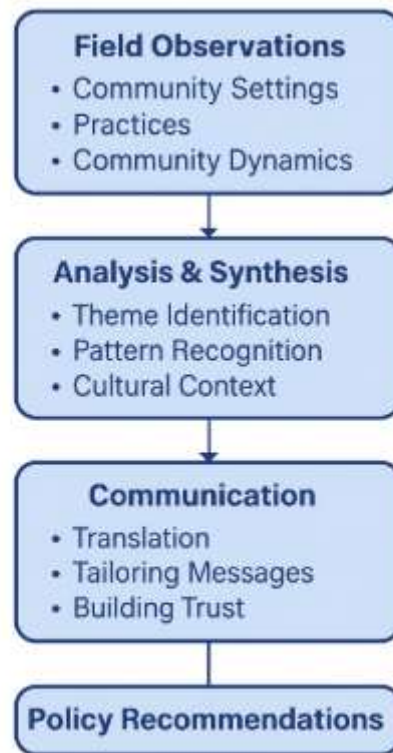 Field Observations
• Community Settings
• Practices
• Community Dynamics
Analysis & Synthesis
• Theme Identification
• Pattern Recognition
• Cultural Context
Communication
• Translation
• Tailoring Messages
• Building Trust
Policy Recommendations